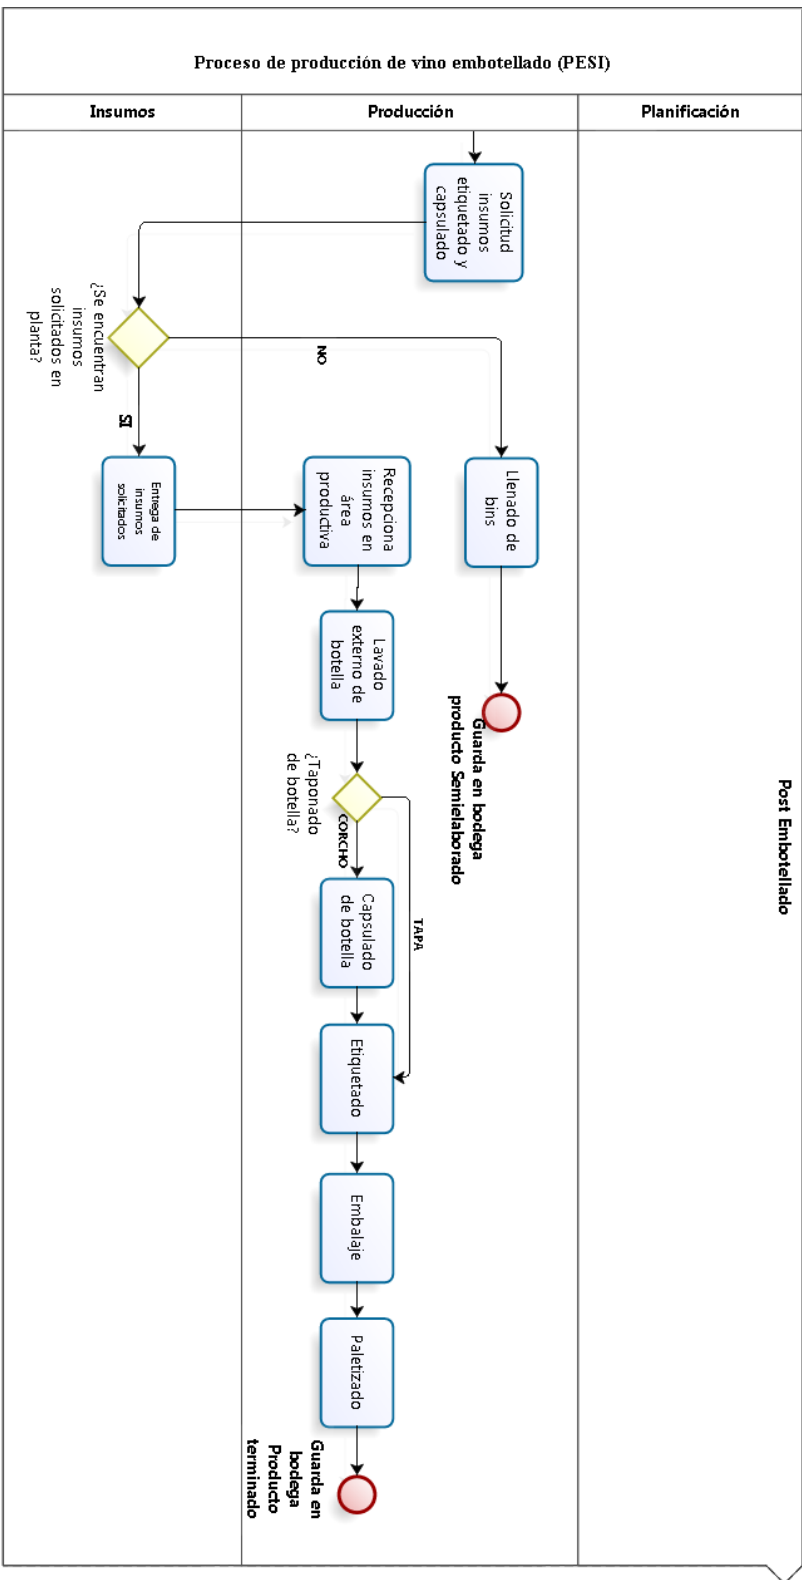 Proceso de producción de vino embotellado (PESI)
Insumos
Producción
Planificación
Solicitud
insumos
etiquetado y
capsulado
¿Se encuentran
insumos
solicitados en
planta?
NO
SI
Entrega de
insumos
solicitados
Recepciona
insumos en
área
productiva
Llenado de
bins
Lavado
externo de
botella
Guarda en bodega
producto Semielaborado
¿Taponado
de botella?
CORCHO
TAPA
Capsulado
de botella
Etiquetado
Embalaje
Paletizado
Guarda en
bodega
Producto
terminado
Post Embotellado